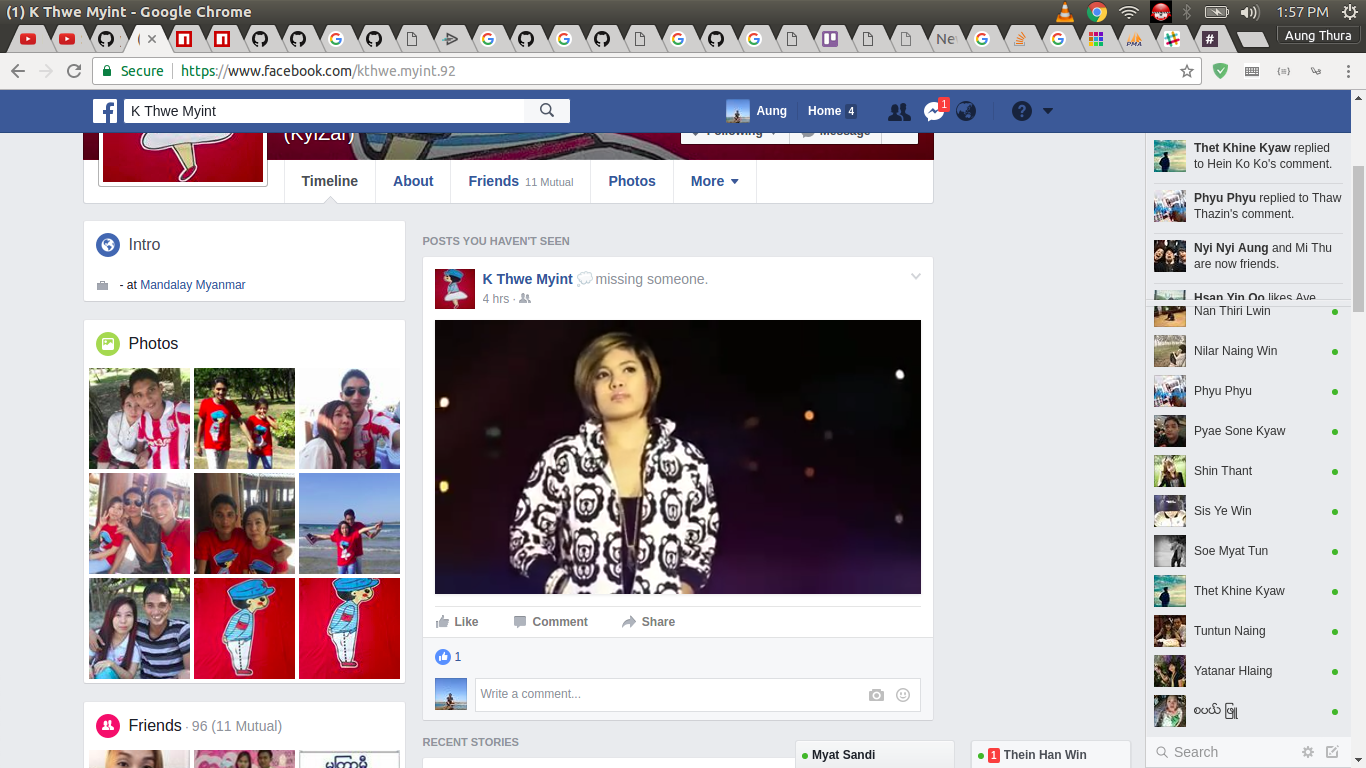 (1) K Thwe Myint - Google Chrome
1:57 PM
Aung Thura
Secure
https://www.facebook.com/kthwe.myint.92
K Thwe Myint
Aung
Home 4
1
(KyiZar)
Following
Message
Timeline
About
Friends 11 Mutual
Photos
More
Intro
- at Mandalay Myanmar
Photos
Friends · 96 (11 Mutual)
POSTS YOU HAVEN'T SEEN
K Thwe Myint missing someone.
4 hrs ·
Like
Comment
Share
1
Write a comment...
RECENT STORIES
Thet Khine Kyaw replied
to Hein Ko Ko's comment.
Phyu Phyu replied to Thaw
Thazin's comment.
Nyi Nyi Aung and Mi Thu
are now friends.
Hsan Yin Oo likes Aye
Nan Thiri Lwin
Nilar Naing Win
Phyu Phyu
Pyae Sone Kyaw
Shin Thant
Sis Ye Win
Soe Myat Tun
Thet Khine Kyaw
Tuntun Naing
Yatanar Hlaing
စပယ် ဖြူ
Search
Myat Sandi
1 Thein Han Win